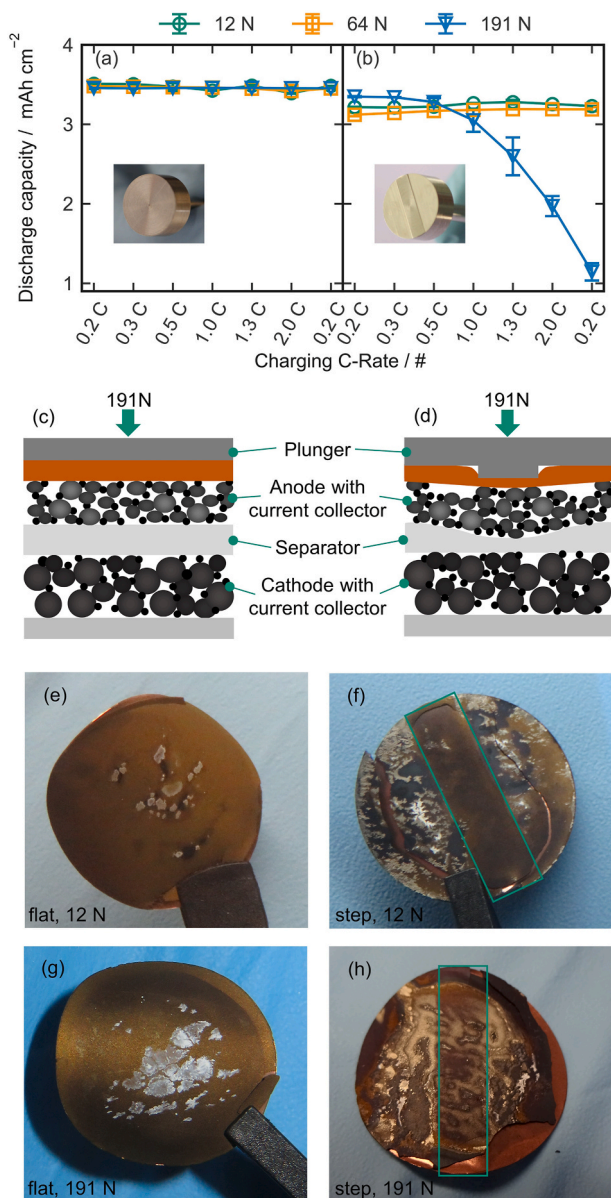 12 N 64 N 191 N
(a) (b)
Discharge capacity / mAh cm⁻²
4
3
2
1
0.2 C 0.3 C 0.5 C 1.0 C 1.3 C 2.0 C 0.2 C 0.2 C 0.3 C 0.5 C 1.0 C 1.3 C 2.0 C 0.2 C
Charging C-Rate / #
(c) 191N (d) 191N
Plunger
Anode with
current collector
Separator
Cathode with
current collector
(e) (f)
flat, 12 N step, 12 N
(g) (h)
flat, 191 N step, 191 N